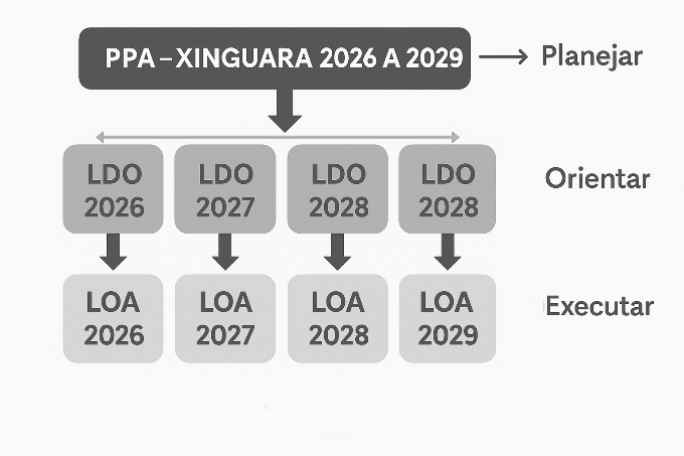 PPA – XINGUARA 2026 A 2029
Planejar
LDO
2026
LDO
2027
LDO
2028
LDO
2028
Orientar
LOA
2026
LOA
2027
LOA
2028
LOA
2029
Executar